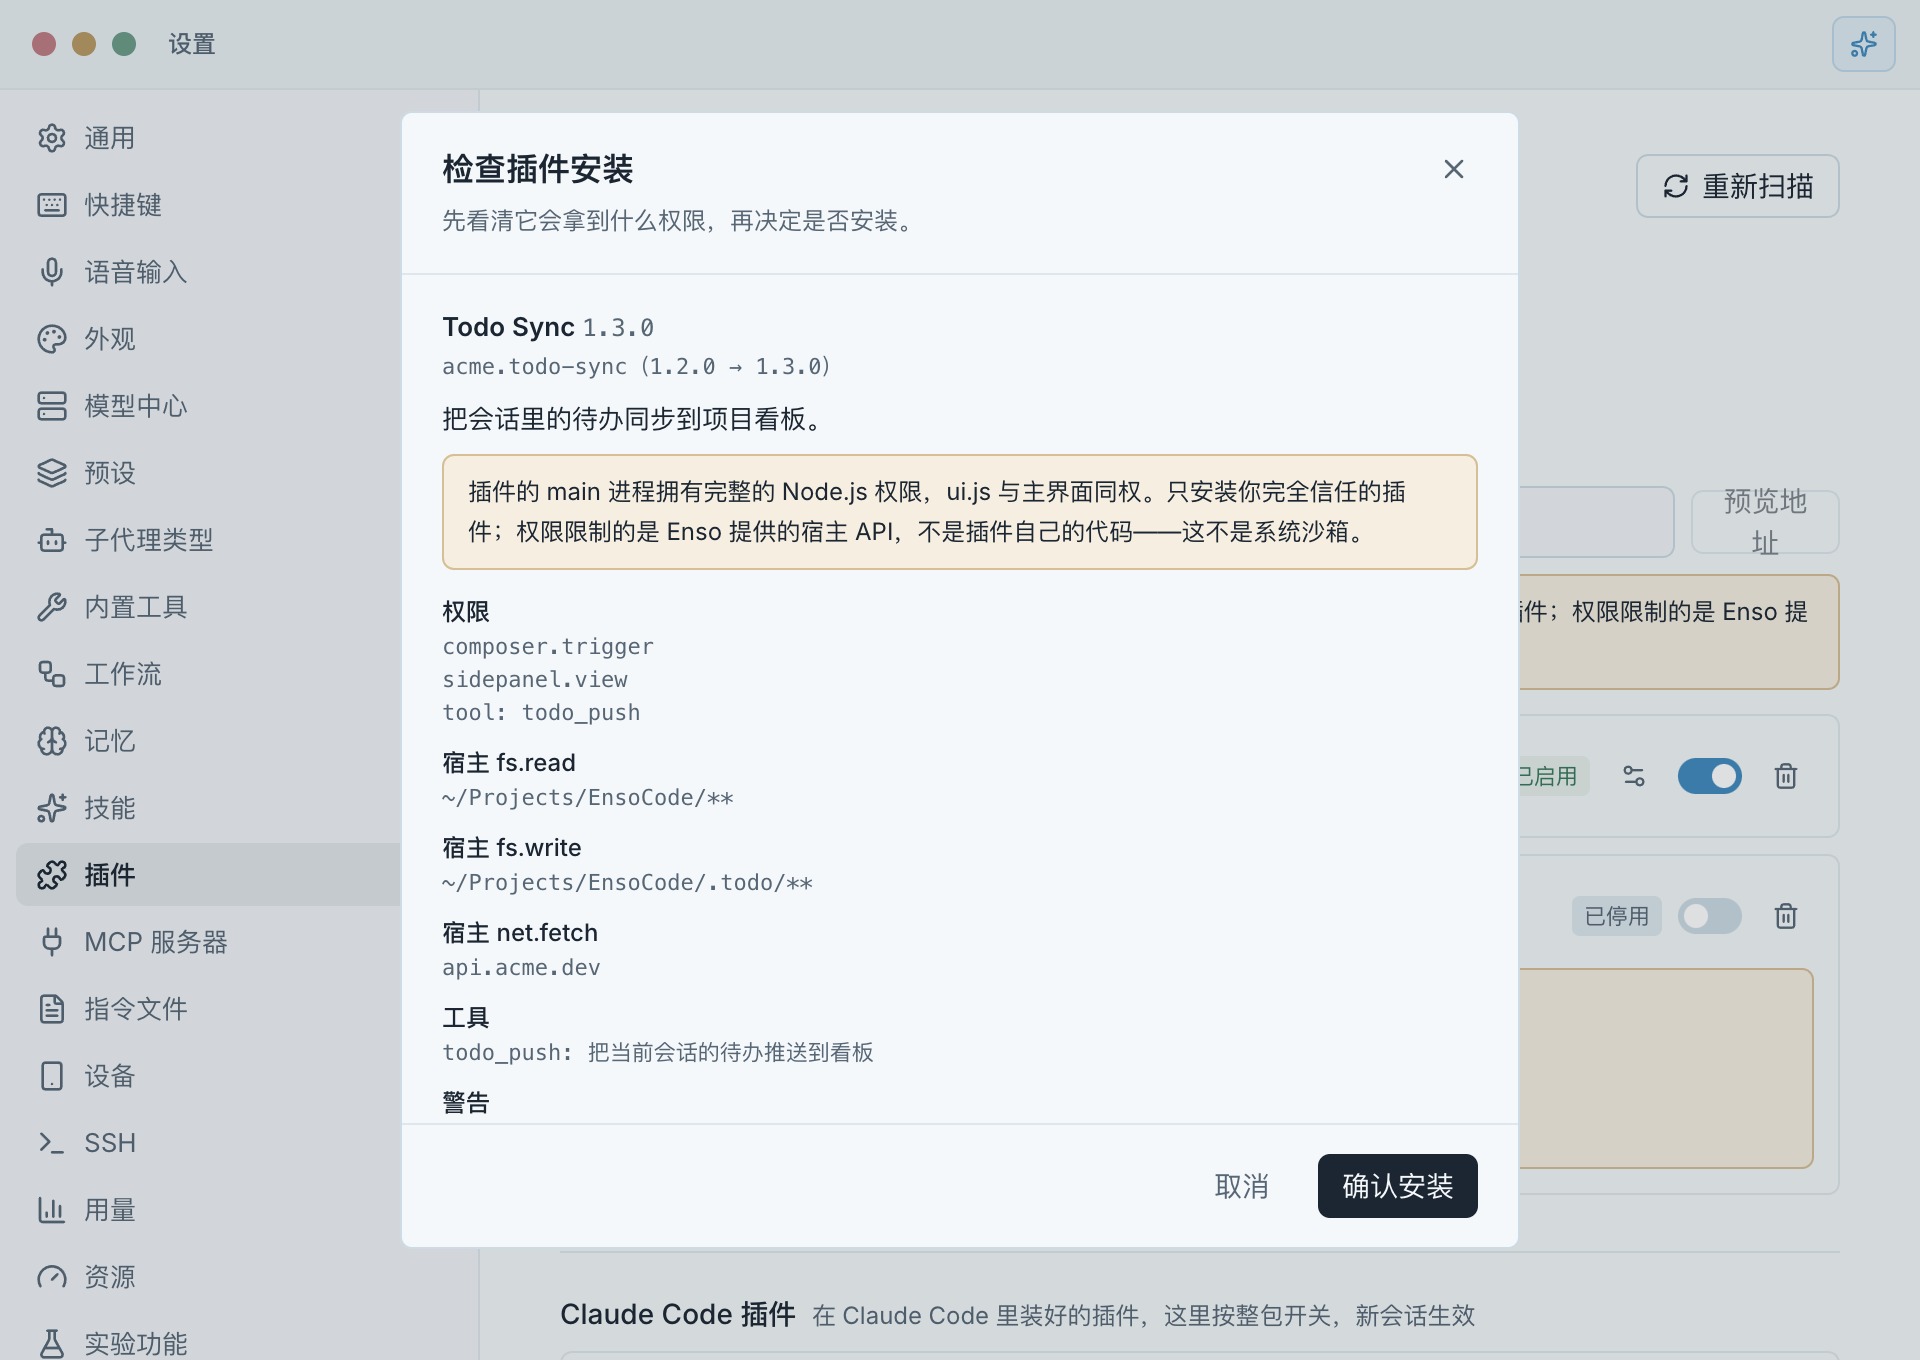 设置
通用
快捷键
语音输入
外观
模型中心
预设
子代理类型
内置工具
工作流
记忆
技能
插件
MCP 服务器
指令文件
设备
SSH
用量
资源
实验功能
检查插件安装
先看清它会拿到什么权限，再决定是否安装。
Todo Sync 1.3.0
acme.todo-sync (1.2.0 → 1.3.0)
把会话里的待办同步到项目看板。
插件的 main 进程拥有完整的 Node.js 权限，ui.js 与主界面同权。只安装你完全信任的插
件；权限限制的是 Enso 提供的宿主 API，不是插件自己的代码——这不是系统沙箱。
权限
composer.trigger
sidepanel.view
tool: todo_push
宿主 fs.read
~/Projects/EnsoCode/**
宿主 fs.write
~/Projects/EnsoCode/.todo/**
宿主 net.fetch
api.acme.dev
工具
todo_push: 把当前会话的待办推送到看板
警告
取消
确认安装
重新扫描
预览地
址
件；权限限制的是 Enso 提
已启用
已停用
Claude Code 插件 在 Claude Code 里装好的插件，这里按整包开关，新会话生效